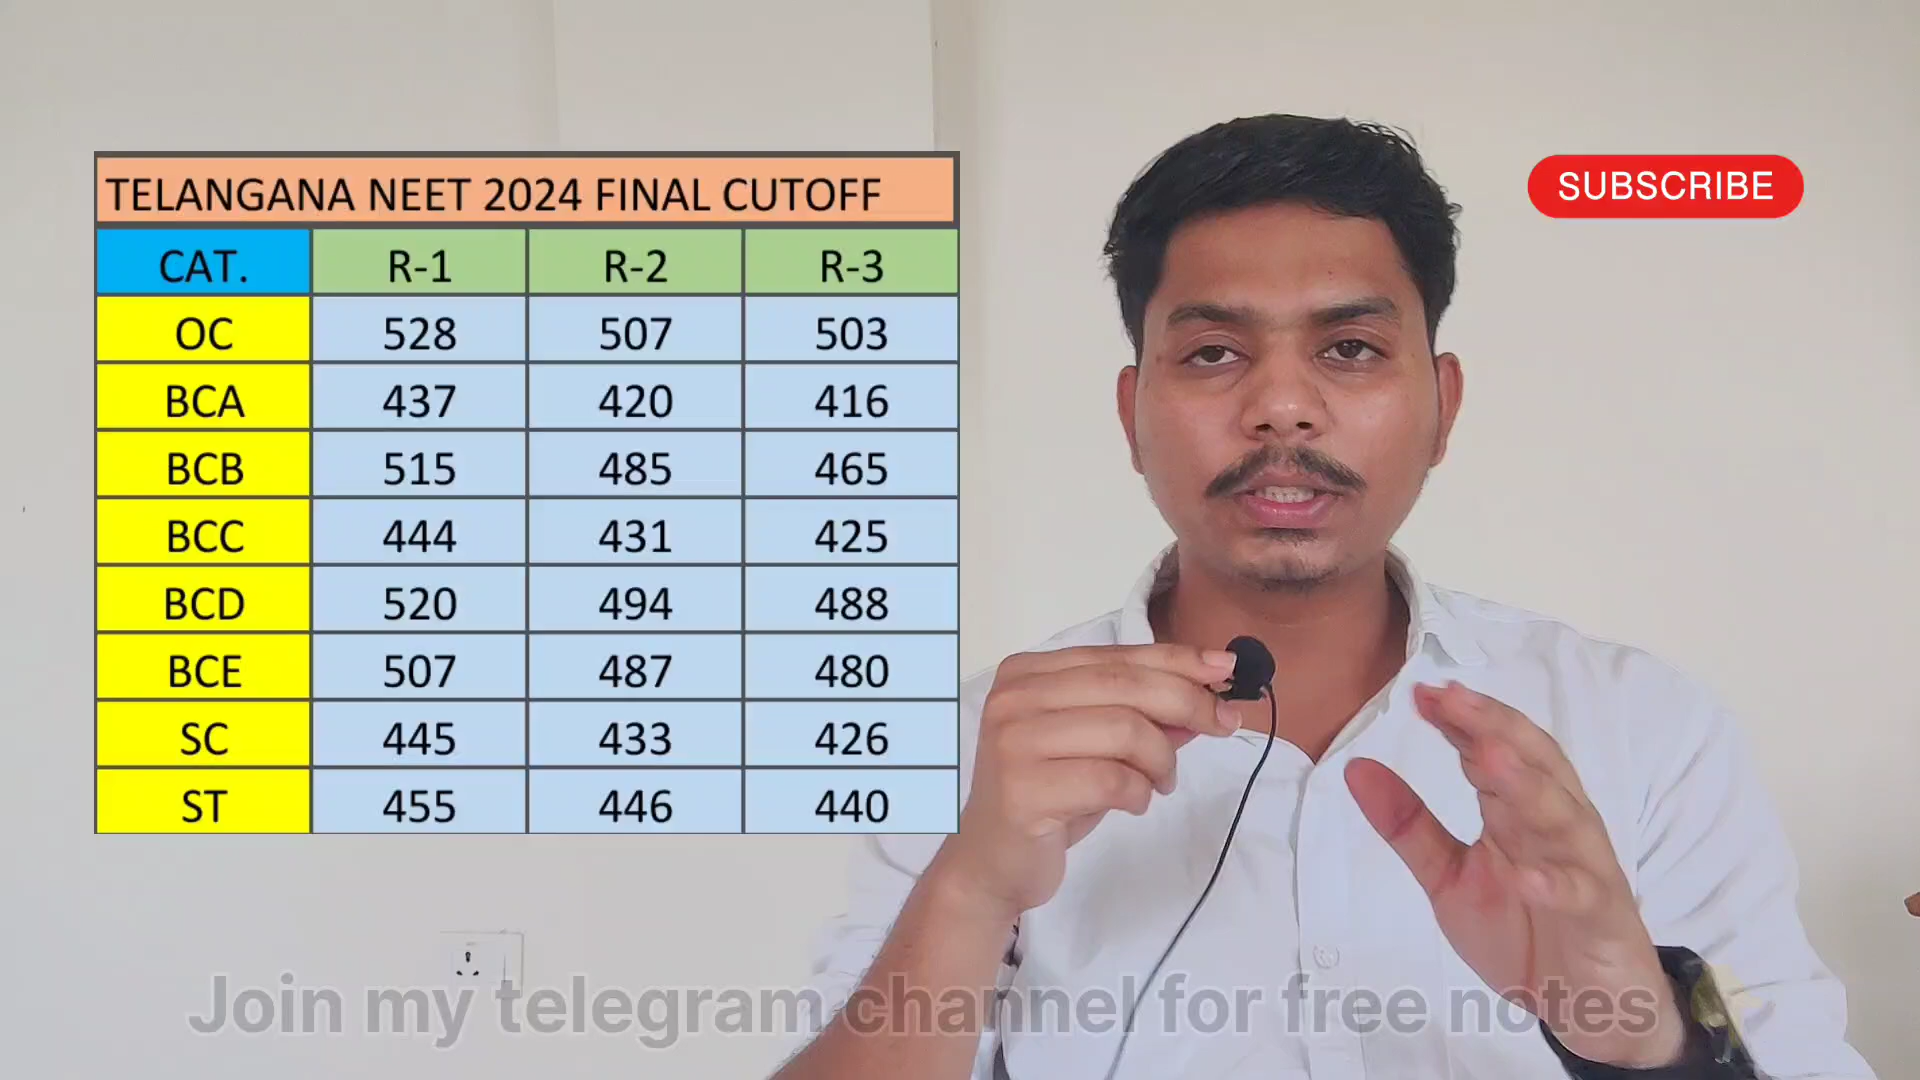 TELANGANA NEET 2024 FINAL CUTOFF
CAT. R-1 R-2 R-3
OC 528 507 503
BCA 437 420 416
BCB 515 485 465
BCC 444 431 425
BCD 520 494 488
BCE 507 487 480
SC 445 433 426
ST 455 446 440
SUBSCRIBE
Join my telegram channel for free notes